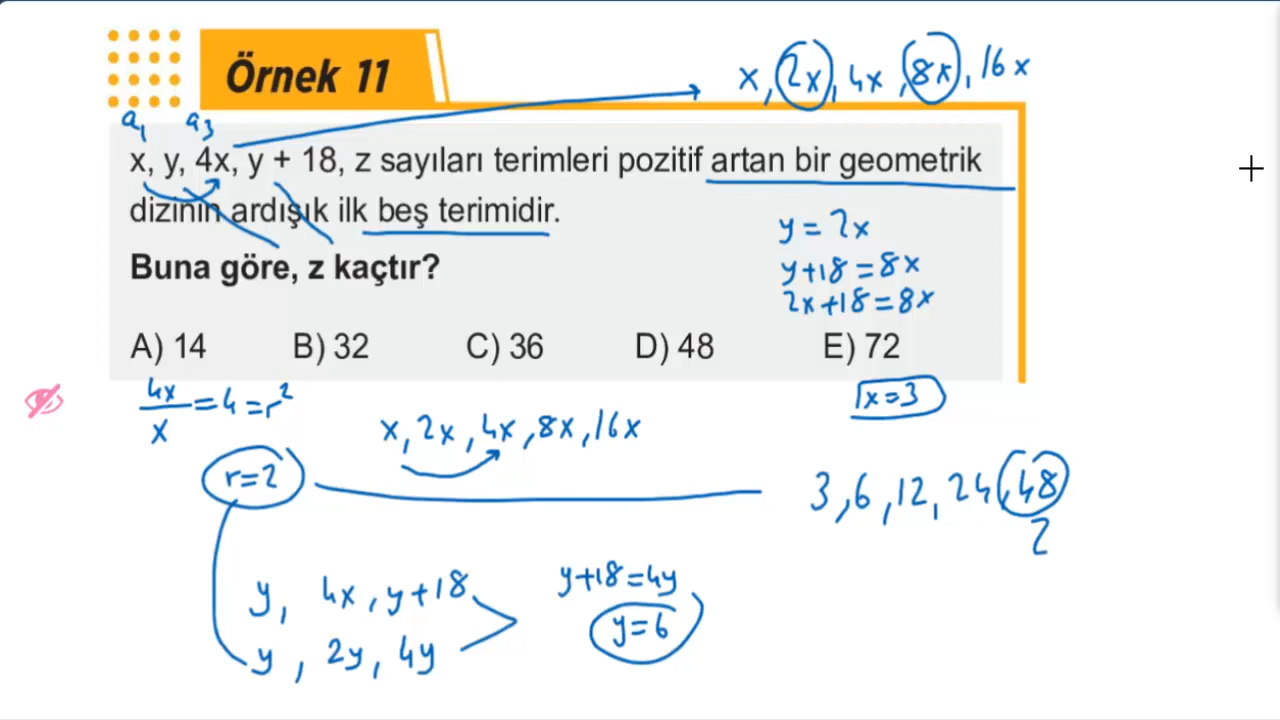 Örnek 11
x, 2x, 4x, 8x, 16x
a1 a3
x, y, 4x, y + 18, z sayıları terimleri pozitif artan bir geometrik
dizinin ardışık ilk beş terimidir.
y = 2x
y+18 = 8x
2x+18 = 8x
Buna göre, z kaçtır?
A) 14 B) 32 C) 36 D) 48 E) 72
4x/x = 4 = r²
x = 3
x, 2x, 4x, 8x, 16x
r=2
3, 6, 12, 24, 48
z
y, 4x, y+18
y, 2y, 4y
y+18 = 4y
y = 6